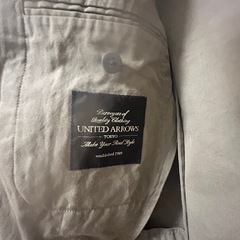 Purveyors of
Quality Clothing
UNITED ARROWS
TOKYO
Make Your Real Style
established 1989